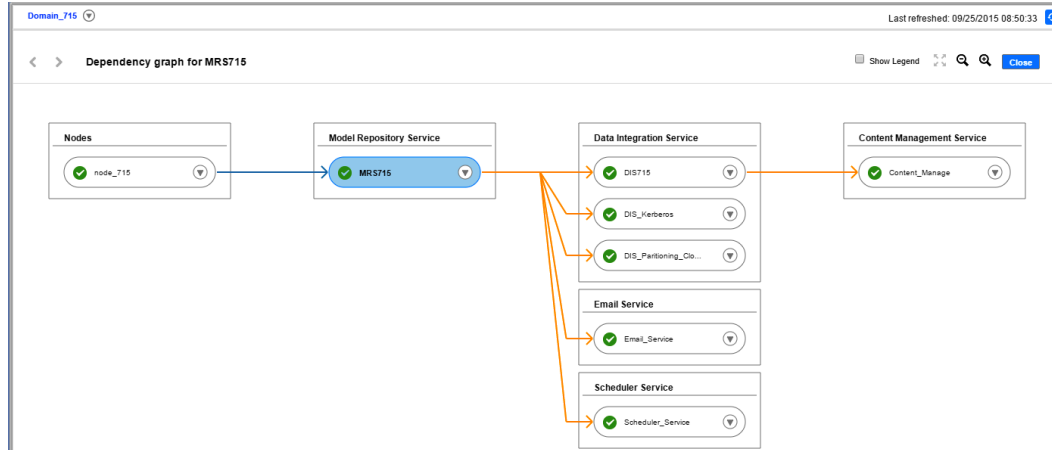 Domain_715
Last refreshed: 09/25/2015 08:50:33
Dependency graph for MRS715
Show Legend
Close
Nodes
node_715
Model Repository Service
MRS715
Data Integration Service
DIS715
DIS_Kerberos
DIS_Paritioning_Clo...
Email Service
Email_Service
Scheduler Service
Scheduler_Service
Content Management Service
Content_Manage